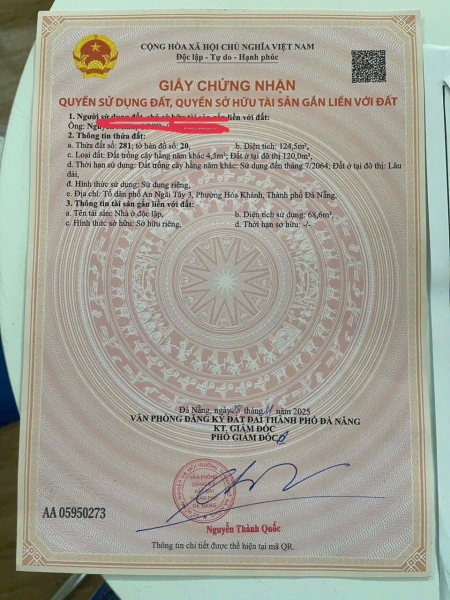 CỘNG HÒA XÃ HỘI CHỦ NGHĨA VIỆT NAM
Độc lập - Tự do - Hạnh phúc
GIẤY CHỨNG NHẬN
QUYỀN SỬ DỤNG ĐẤT, QUYỀN SỞ HỮU TÀI SẢN GẮN LIỀN VỚI ĐẤT
1. Người sử dụng đất, chủ sở hữu tài sản gắn liền với đất:
Ông:
2. Thông tin thửa đất:
a. Thửa đất số: 281; tờ bản đồ số: 20, b. Diện tích: 124,5m²,
c. Loại đất: Đất trồng cây hằng năm khác 4,5m²; Đất ở tại đô thị 120,0m²,
d. Thời hạn sử dụng: Đất trồng cây hằng năm khác: Sử dụng đến tháng 7/2064; Đất ở tại đô thị: Lâu
dài,
đ. Hình thức sử dụng: Sử dụng riêng,
e. Địa chỉ: Tổ dân phố An Ngãi Tây 3, Phường Hòa Khánh, Thành phố Đà Nẵng.
3. Thông tin tài sản gắn liền với đất:
a. Tên tài sản: Nhà ở độc lập, b. Diện tích sử dụng: 68,6m²,
c. Hình thức sở hữu: Sở hữu riêng, d. Thời hạn sở hữu: -/-
Đà Nẵng, ngày tháng 11 năm 2025
VĂN PHÒNG ĐĂNG KÝ ĐẤT ĐAI THÀNH PHỐ ĐÀ NẴNG
KT. GIÁM ĐỐC
PHÓ GIÁM ĐỐC
VĂN PHÒNG
ĐĂNG KÝ
ĐẤT ĐAI
ĐÀ NẴNG
AA 05950273
Nguyễn Thành Quốc
Thông tin chi tiết được thể hiện tại mã QR.